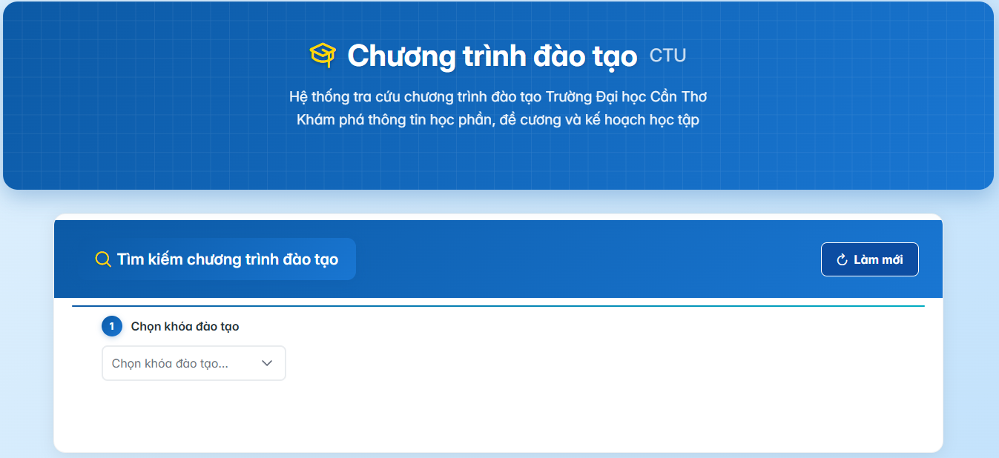 Chương trình đào tạo CTU
Hệ thống tra cứu chương trình đào tạo Trường Đại học Cần Thơ
Khám phá thông tin học phần, đề cương và kế hoạch học tập
Tìm kiếm chương trình đào tạo
Làm mới
1 Chọn khóa đào tạo
Chọn khóa đào tạo...